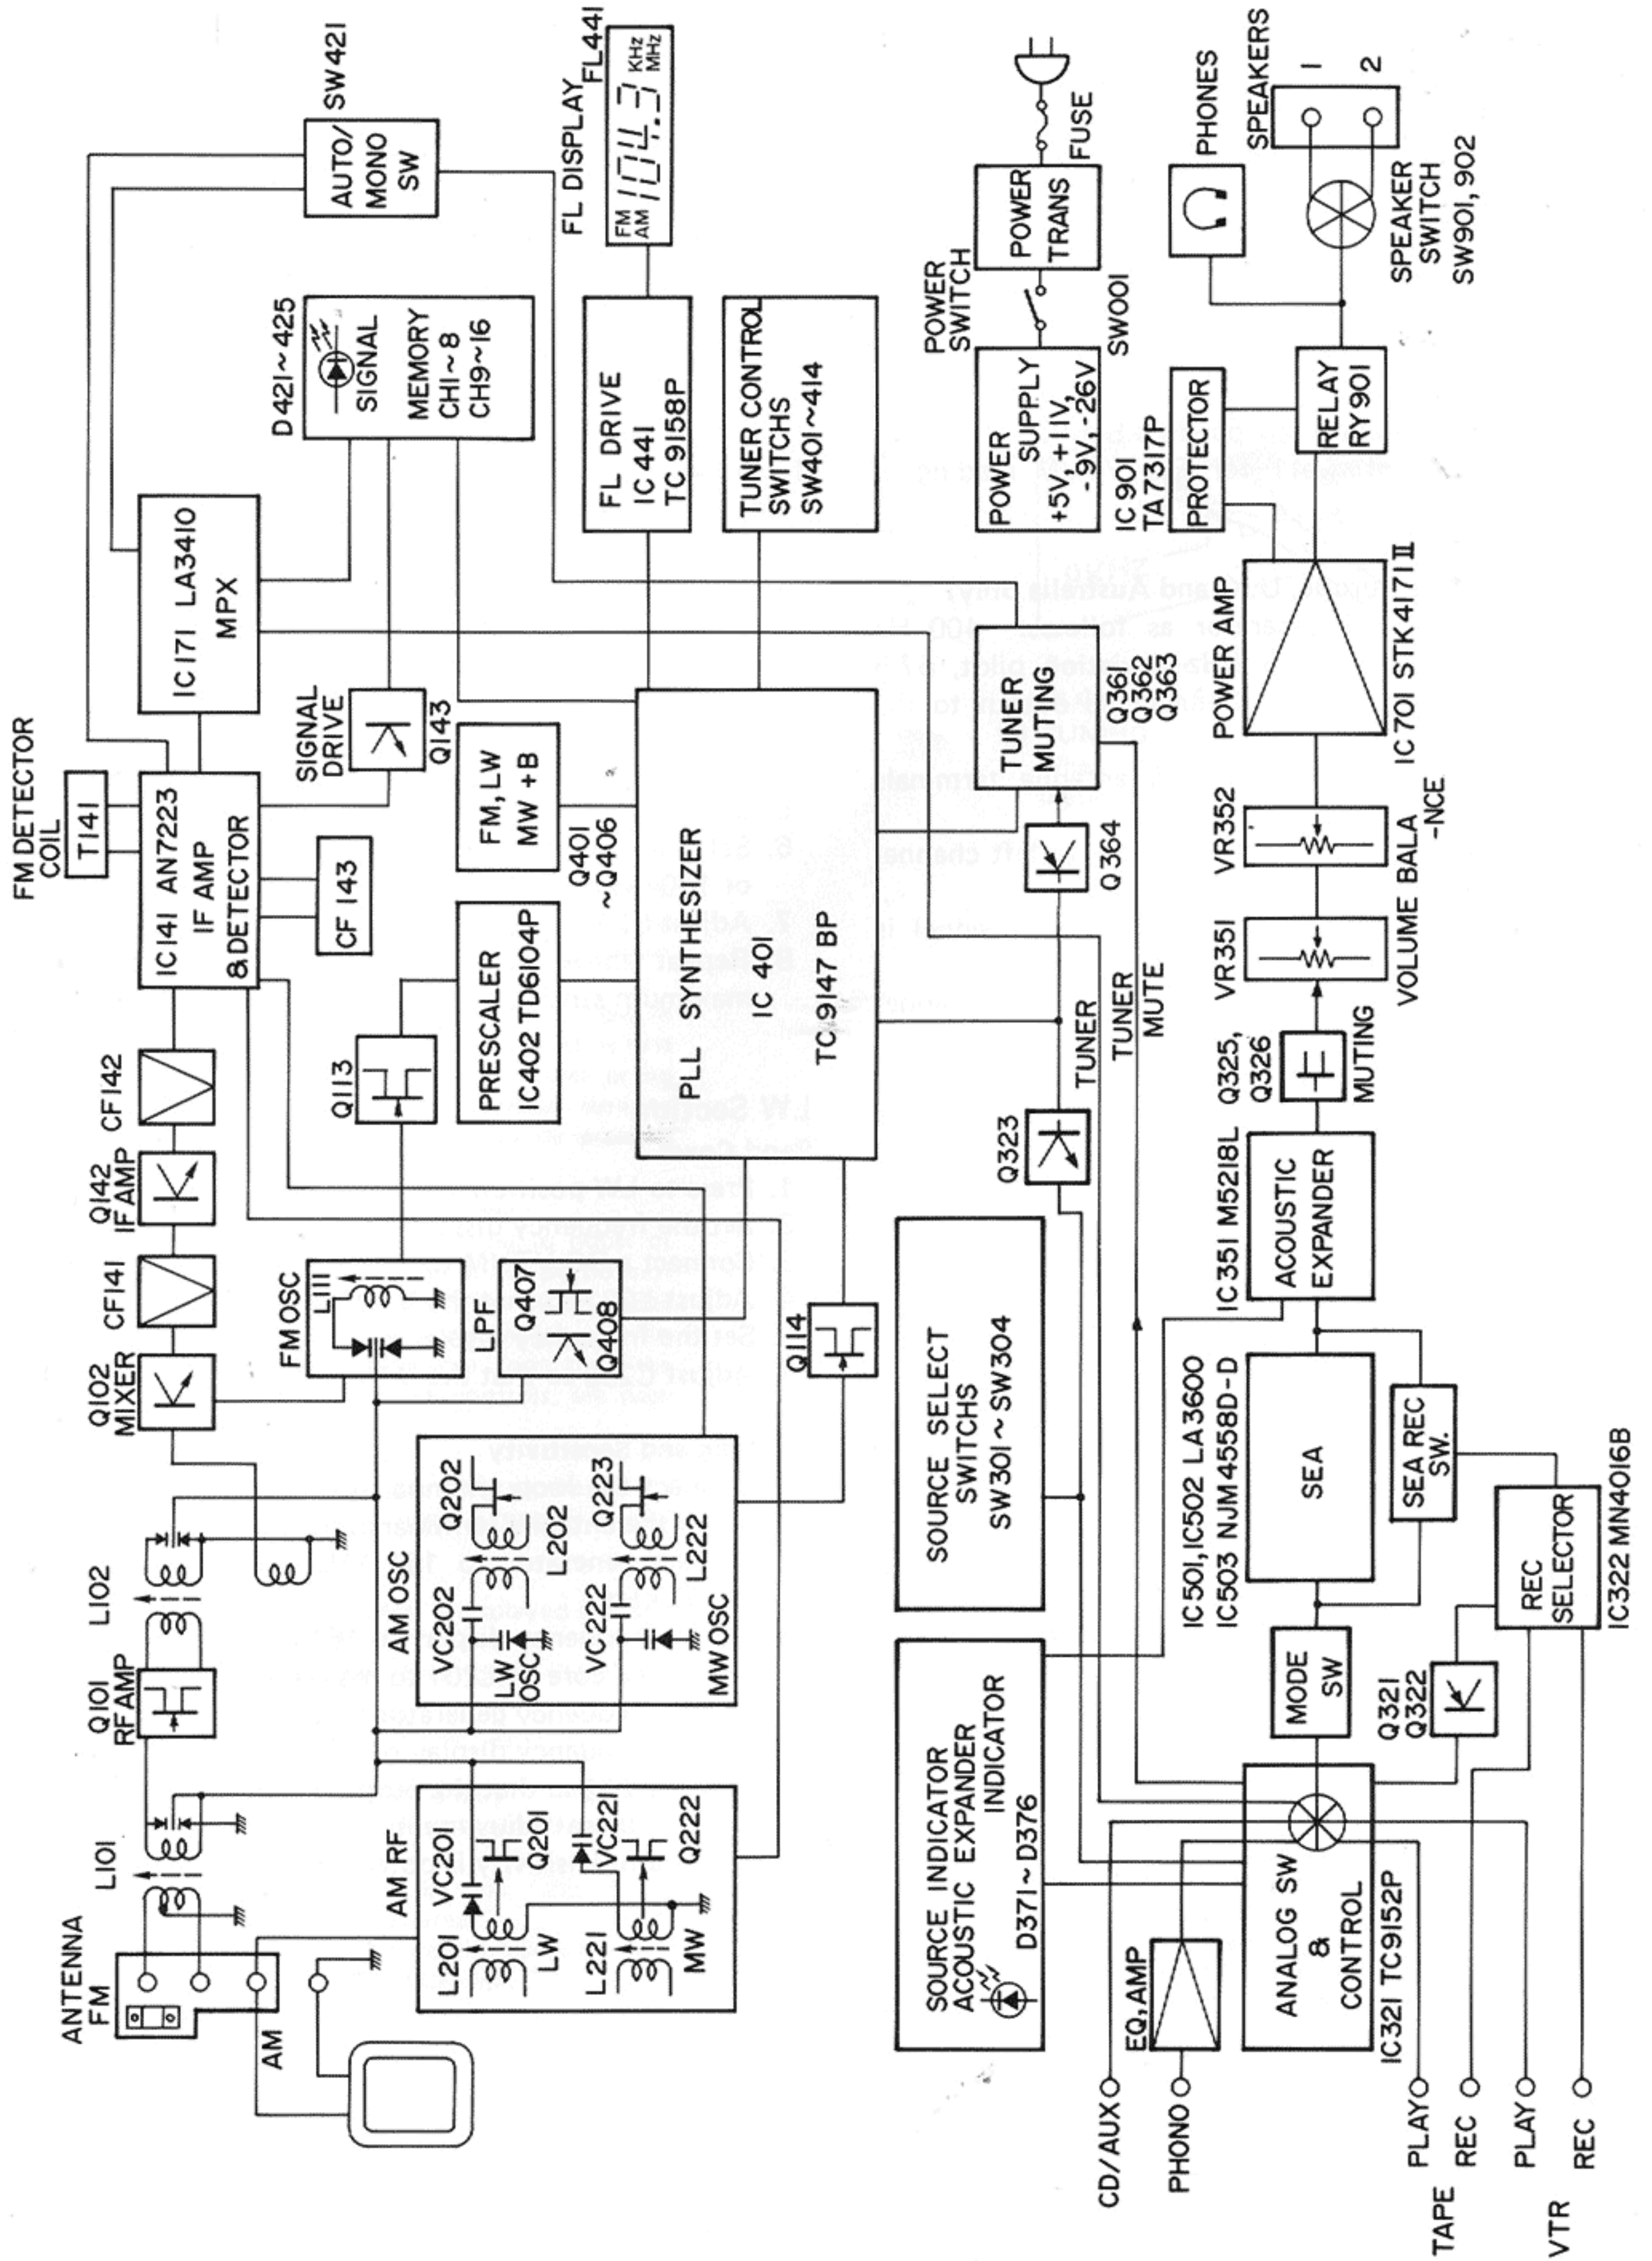 ANTENNA
FM
AM
L101
Q101
RF AMP
L102
Q102
MIXER
CF141
Q142
IF AMP
CF142
FM DETECTOR
COIL
T141
IC141 AN7223
IF AMP
& DETECTOR
CF 143
IC171 LA3410
MPX
AUTO/
MONO
SW
SW421
FM OSC
L111
Q113
SIGNAL
DRIVE
Q143
D421~425
SIGNAL
MEMORY
CH1~8
CH9~16
AM RF
L201
VC201
LW
Q201
L221
VC221
MW
Q222
AM OSC
VC202
Q202
LW
OSC
L202
VC222
Q223
MW OSC
L222
LPF
Q407
Q408
Q114
PRESCALER
IC402 TD6104P
FM, LW
MW +B
Q401
~Q406
PLL SYNTHESIZER
IC 401
TC9147 BP
FL DRIVE
IC 441
TC 9158P
FL DISPLAY
FL441
FM
AM
104.3
KHz
MHz
TUNER CONTROL
SWITCHS
SW401~414
SOURCE INDICATOR
ACOUSTIC EXPANDER
INDICATOR
D371~D376
SOURCE SELECT
SWITCHS
SW301~SW304
Q323
Q364
TUNER
MUTING
Q361
Q362
Q363
TUNER
TUNER
MUTE
POWER
SUPPLY
+5V, +11V,
-9V, -26V
POWER
SWITCH
SW001
POWER
TRANS
FUSE
CD/AUX
PHONO
EQ, AMP
ANALOG SW
&
CONTROL
IC321 TC9152P
MODE
SW
IC501, IC502 LA3600
IC503 NJM4558D-D
SEA
SEA REC
SW.
IC351 M5218L
ACOUSTIC
EXPANDER
Q325,
Q326
MUTING
VR351
VOLUME
VR352
BALA
-NCE
POWER AMP
IC 701 STK4171 II
IC 901
TA7317P
PROTECTOR
RELAY
RY901
PHONES
SPEAKERS
1
2
SPEAKER
SWITCH
SW901, 902
Q321
Q322
REC
SELECTOR
IC322 MN4016B
TAPE
PLAY
REC
VTR
PLAY
REC